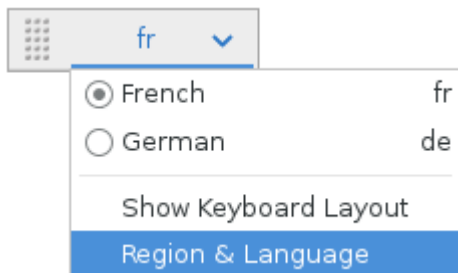 fr
French fr
German de
Show Keyboard Layout
Region & Language